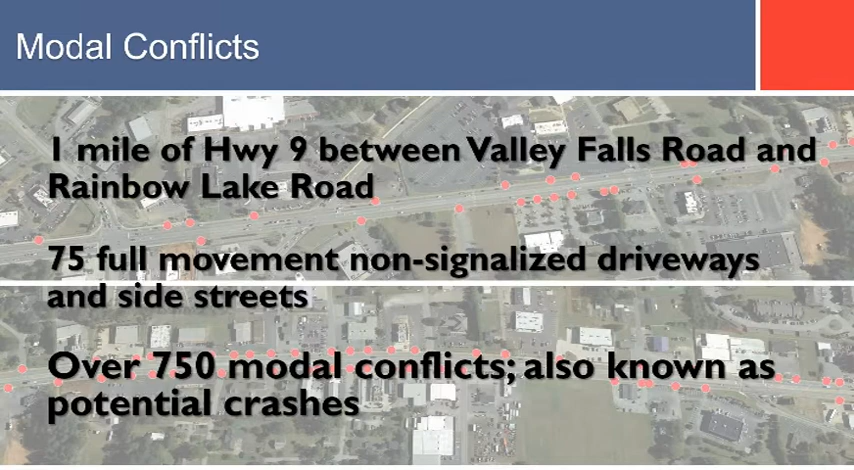 Modal Conflicts
1 mile of Hwy 9 between Valley Falls Road and
Rainbow Lake Road
75 full movement non-signalized driveways
and side streets
Over 750 modal conflicts; also known as
potential crashes